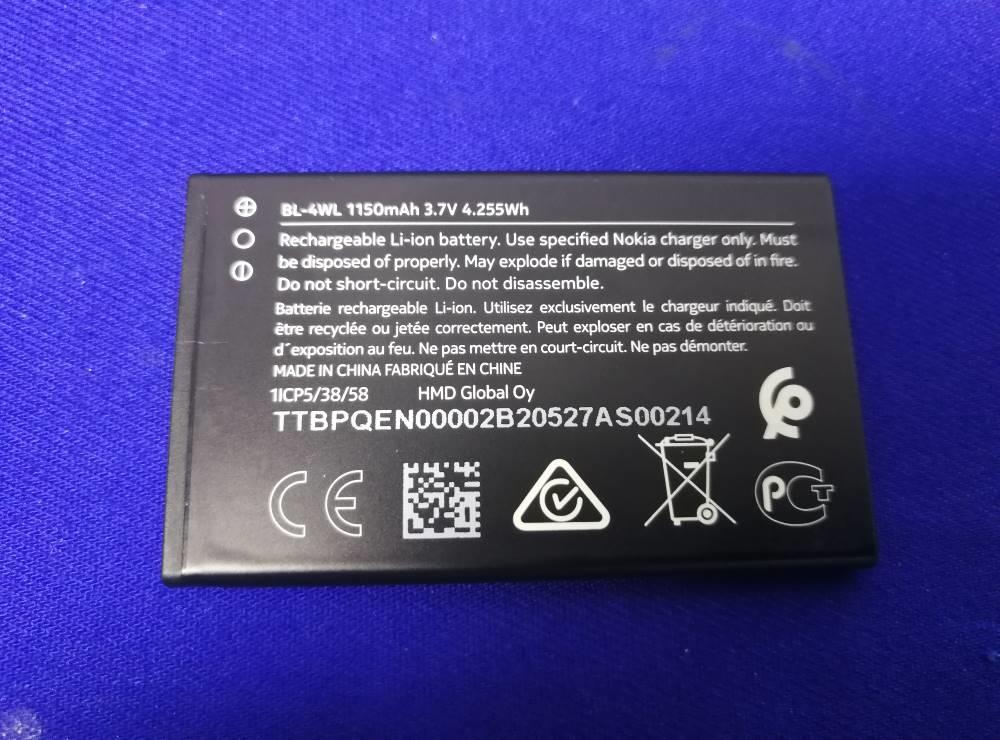 BL-4WL 1150mAh 3.7V 4.255Wh
Rechargeable Li-ion battery. Use specified Nokia charger only. Must
be disposed of properly. May explode if damaged or disposed of in fire.
Do not short-circuit. Do not disassemble.
Batterie rechargeable Li-ion. Utilisez exclusivement le chargeur indiqué. Doit
être recyclée ou jetée correctement. Peut exploser en cas de détérioration ou
d´exposition au feu. Ne pas mettre en court-circuit. Ne pas démonter.
MADE IN CHINA FABRIQUÉ EN CHINE
1ICP5/38/58 HMD Global Oy
TTBPQEN00002B20527AS00214
CE PCT